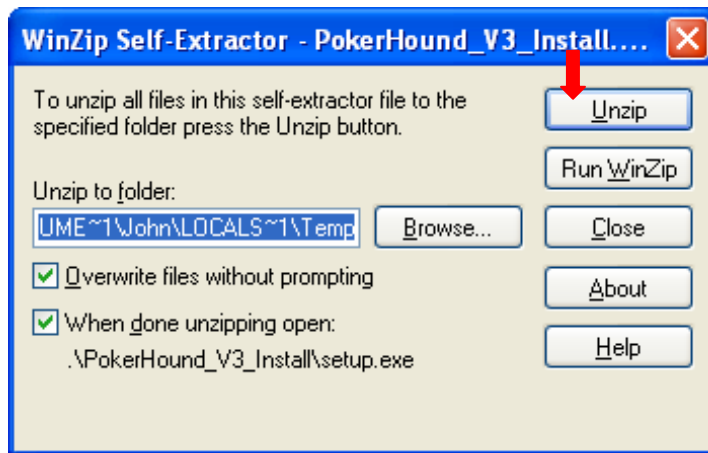 WinZip Self-Extractor - PokerHound_V3_Install....
To unzip all files in this self-extractor file to the
specified folder press the Unzip button.
Unzip to folder:
UME~1\John\LOCALS~1\Temp
Browse...
Overwrite files without prompting
When done unzipping open:
.\PokerHound_V3_Install\setup.exe
Unzip
Run WinZip
Close
About
Help